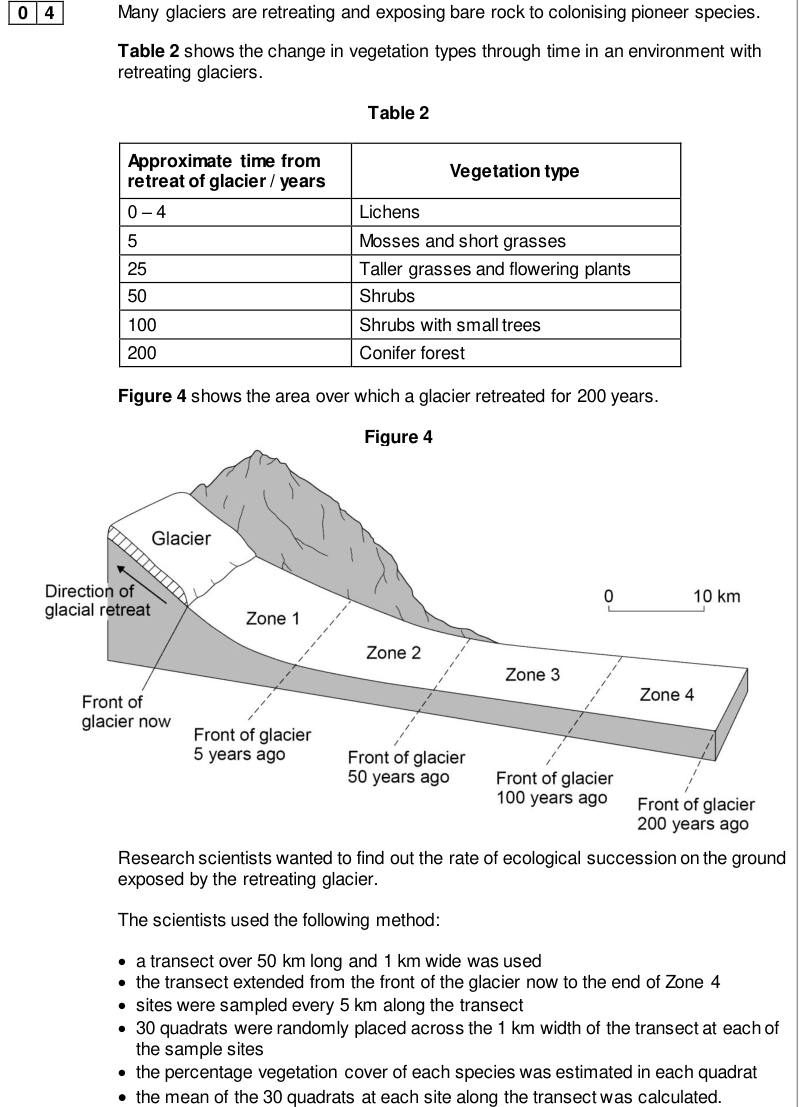 0 4 Many glaciers are retreating and exposing bare rock to colonising pioneer species.
Table 2 shows the change in vegetation types through time in an environment with
retreating glaciers.
Table 2
Approximate time from
retreat of glacier / years
Vegetation type
0 – 4 Lichens
5 Mosses and short grasses
25 Taller grasses and flowering plants
50 Shrubs
100 Shrubs with small trees
200 Conifer forest
Figure 4 shows the area over which a glacier retreated for 200 years.
Figure 4
Glacier
Direction of
glacial retreat
0 10 km
Zone 1
Zone 2
Zone 3
Zone 4
Front of
glacier now
Front of glacier
5 years ago
Front of glacier
50 years ago
Front of glacier
100 years ago
Front of glacier
200 years ago
Research scientists wanted to find out the rate of ecological succession on the ground
exposed by the retreating glacier.
The scientists used the following method:
• a transect over 50 km long and 1 km wide was used
• the transect extended from the front of the glacier now to the end of Zone 4
• sites were sampled every 5 km along the transect
• 30 quadrats were randomly placed across the 1 km width of the transect at each of
the sample sites
• the percentage vegetation cover of each species was estimated in each quadrat
• the mean of the 30 quadrats at each site along the transect was calculated.